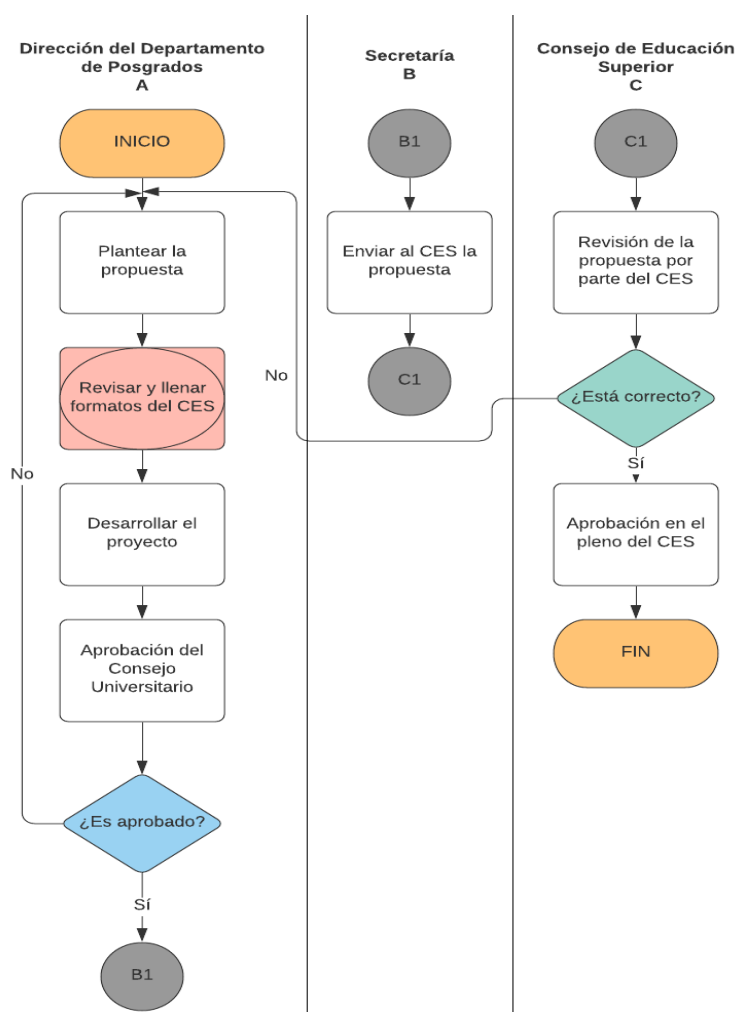 Dirección del Departamento
de Posgrados
A
INICIO
Plantear la
propuesta
Revisar y llenar
formatos del CES
No
Desarrollar el
proyecto
Aprobación del
Consejo
Universitario
¿Es aprobado?
Sí
B1
Secretaría
B
B1
Enviar al CES la
propuesta
C1
No
Consejo de Educación
Superior
C
C1
Revisión de la
propuesta por
parte del CES
¿Está correcto?
Sí
Aprobación en el
pleno del CES
FIN